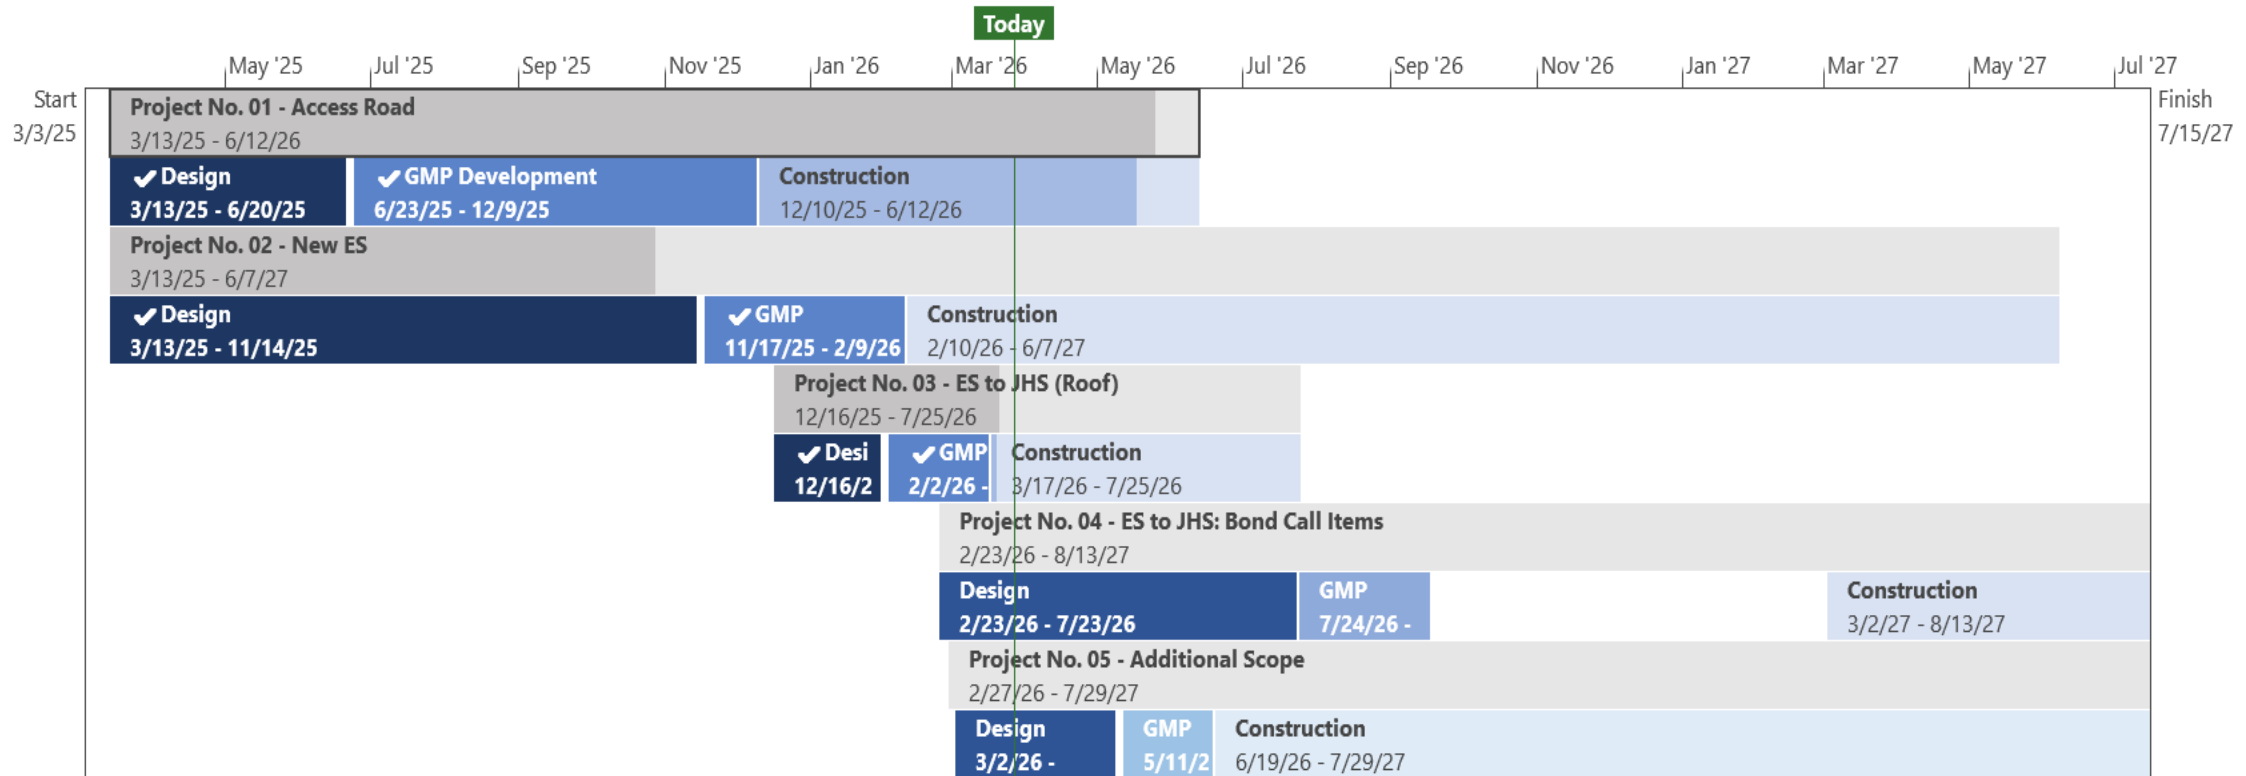 Today
May '25
Jul '25
Sep '25
Nov '25
Jan '26
Mar '26
May '26
Jul '26
Sep '26
Nov '26
Jan '27
Mar '27
May '27
Jul '27
Start
3/3/25
Finish
7/15/27
Project No. 01 - Access Road
3/13/25 - 6/12/26
Design
3/13/25 - 6/20/25
GMP Development
6/23/25 - 12/9/25
Construction
12/10/25 - 6/12/26
Project No. 02 - New ES
3/13/25 - 6/7/27
Design
3/13/25 - 11/14/25
GMP
11/17/25 - 2/9/26
Construction
2/10/26 - 6/7/27
Project No. 03 - ES to JHS (Roof)
12/16/25 - 7/25/26
Desi
12/16/2
GMP
2/2/26 -
Construction
3/17/26 - 7/25/26
Project No. 04 - ES to JHS: Bond Call Items
2/23/26 - 8/13/27
Design
2/23/26 - 7/23/26
GMP
7/24/26 -
Construction
3/2/27 - 8/13/27
Project No. 05 - Additional Scope
2/27/26 - 7/29/27
Design
3/2/26 -
GMP
5/11/2
Construction
6/19/26 - 7/29/27